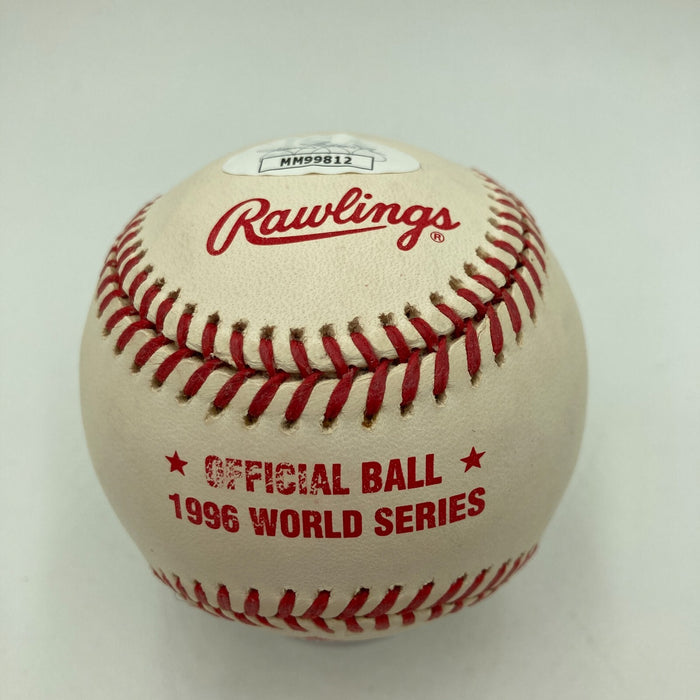 MM99812
Rawlings®
★ OFFICIAL BALL ★
1996 WORLD SERIES